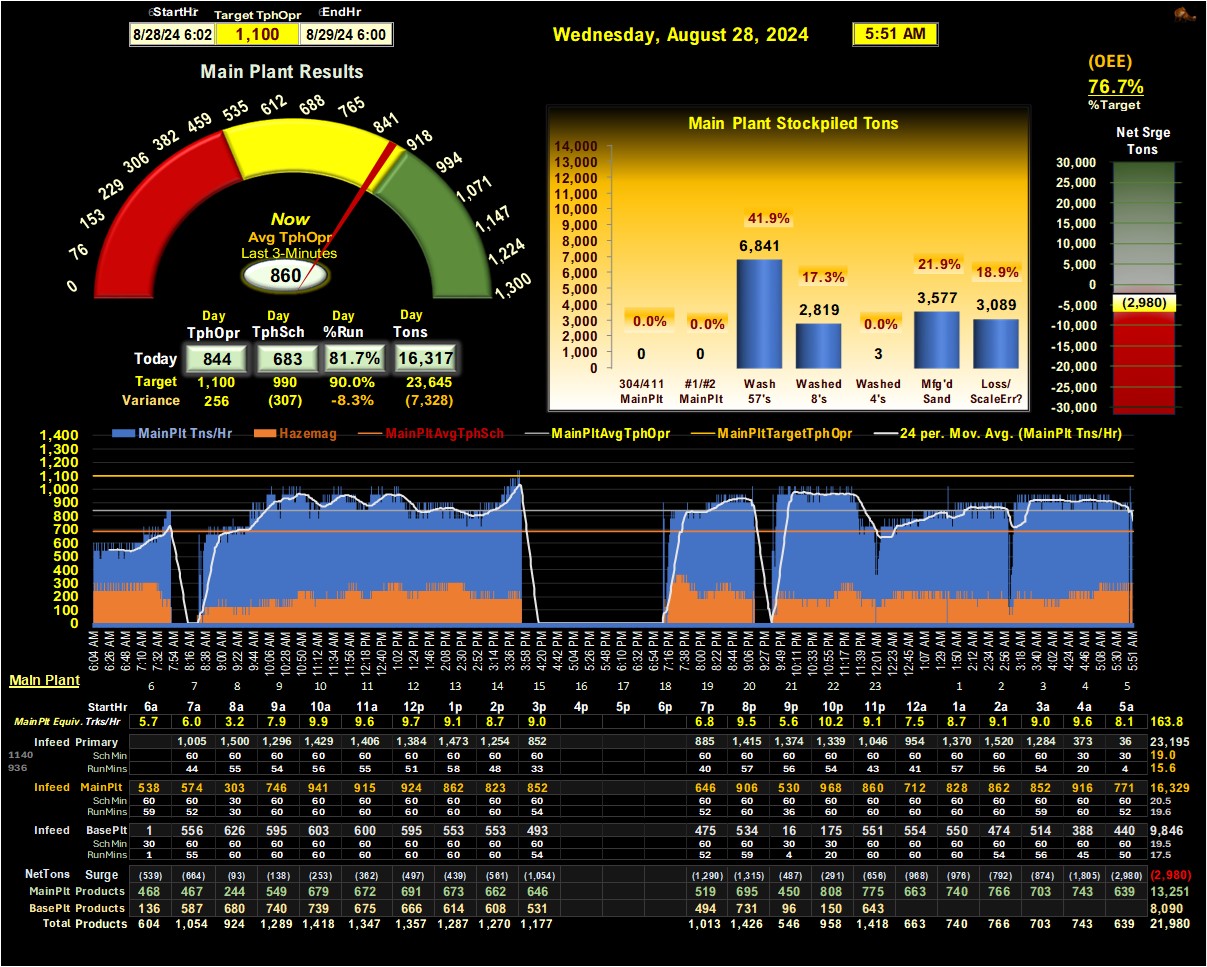 StartHr Target TphOpr EndHr
8/28/24 6:02 1,100 8/29/24 6:00
Wednesday, August 28, 2024 5:51 AM
(OEE)
76.7%
%Target
Main Plant Results
0 76 153 229 306 382 459 535 612 688 765 841 918 994 1,071 1,147 1,224 1,300
Now
Avg TphOpr
Last 3-Minutes
860
Day Day Day Day
TphOpr TphSch %Run Tons
Today 844 683 81.7% 16,317
Target 1,100 990 90.0% 23,645
Variance 256 (307) -8.3% (7,328)
Main Plant Stockpiled Tons
14,000
13,000
12,000
11,000
10,000
9,000
8,000
7,000
6,000
5,000
4,000
3,000
2,000
1,000
0
0.0% 0.0% 41.9% 17.3% 0.0% 21.9% 18.9%
0 0 6,841 2,819 3 3,577 3,089
304/411 #1/#2 Wash Washed Washed Mfg'd Loss/
MainPlt MainPlt 57's 8's 4's Sand ScaleErr?
Net Srge
Tons
30,000
25,000
20,000
15,000
10,000
5,000
0
-5,000
-10,000
-15,000
-20,000
-25,000
-30,000
(2,980)
MainPlt Tns/Hr Hazemag MainPltAvgTphSch MainPltAvgTphOpr MainPltTargetTphOpr 24 per. Mov. Avg. (MainPlt Tns/Hr)
1,400
1,300
1,200
1,100
1,000
900
800
700
600
500
400
300
200
100
0
6:04 AM 6:26 AM 6:48 AM 7:10 AM 7:32 AM 7:54 AM 8:16 AM 8:38 AM 9:00 AM 9:22 AM 9:44 AM 10:06 AM 10:28 AM 10:50 AM 11:12 AM 11:34 AM 11:56 AM 12:18 PM 12:40 PM 1:02 PM 1:24 PM 1:46 PM 2:08 PM 2:30 PM 2:52 PM 3:14 PM 3:36 PM 3:58 PM 4:20 PM 4:42 PM 5:04 PM 5:26 PM 5:48 PM 6:10 PM 6:32 PM 6:54 PM 7:16 PM 7:38 PM 8:00 PM 8:22 PM 8:44 PM 9:06 PM 9:27 PM 9:49 PM 10:11 PM 10:33 PM 10:55 PM 11:17 PM 11:39 PM 12:01 AM 12:23 AM 12:45 AM 1:07 AM 1:29 AM 1:50 AM 2:12 AM 2:34 AM 2:56 AM 3:18 AM 3:40 AM 4:02 AM 4:24 AM 4:46 AM 5:08 AM 5:30 AM 5:51 AM
Main Plant 6 7 8 9 10 11 12 13 14 15 16 17 18 19 20 21 22 23 1 2 3 4 5
StartHr 6a 7a 8a 9a 10a 11a 12p 1p 2p 3p 4p 5p 6p 7p 8p 9p 10p 11p 12a 1a 2a 3a 4a 5a
MainPlt Equiv. Trks/Hr 5.7 6.0 3.2 7.9 9.9 9.6 9.7 9.1 8.7 9.0 6.8 9.5 5.6 10.2 9.1 7.5 8.7 9.1 9.0 9.6 8.1 163.8
Infeed Primary 1,005 1,500 1,296 1,429 1,406 1,384 1,473 1,254 852 885 1,415 1,374 1,339 1,046 954 1,370 1,520 1,284 373 36 23,195
1140 Sch Min 60 60 60 60 60 60 60 60 60 60 60 60 60 60 60 60 60 60 30 30 19.0
936 RunMins 44 55 54 56 55 51 58 48 33 40 57 56 54 43 41 57 56 54 20 4 15.6
Infeed MainPlt 538 574 303 746 941 915 924 862 823 852 646 906 530 968 860 712 828 862 852 916 771 16,329
Sch Min 60 60 30 60 60 60 60 60 60 60 60 60 60 60 60 60 60 60 60 60 60 20.5
RunMins 59 52 30 60 60 60 60 60 60 54 52 60 36 60 60 60 60 60 59 60 52 19.6
Infeed BasePlt 1 556 626 595 603 600 595 553 553 493 475 534 16 175 551 554 550 474 514 388 440 9,846
Sch Min 30 60 60 60 60 60 60 60 60 60 60 60 30 30 60 60 60 60 60 60 60 19.5
RunMins 1 55 60 60 60 60 60 60 60 54 52 59 4 20 60 60 60 54 56 45 50 17.5
NetTons Surge (539) (664) (93) (138) (253) (362) (497) (439) (561) (1,054) (1,290) (1,315) (487) (291) (656) (968) (976) (792) (874) (1,805) (2,980) (2,980)
MainPlt Products 468 467 244 549 679 672 691 673 662 646 519 695 450 808 775 663 740 766 703 743 639 13,251
BasePlt Products 136 587 680 740 739 675 666 614 608 531 494 731 96 150 643 8,090
Total Products 604 1,054 924 1,289 1,418 1,347 1,357 1,287 1,270 1,177 1,013 1,426 546 958 1,418 663 740 766 703 743 639 21,980